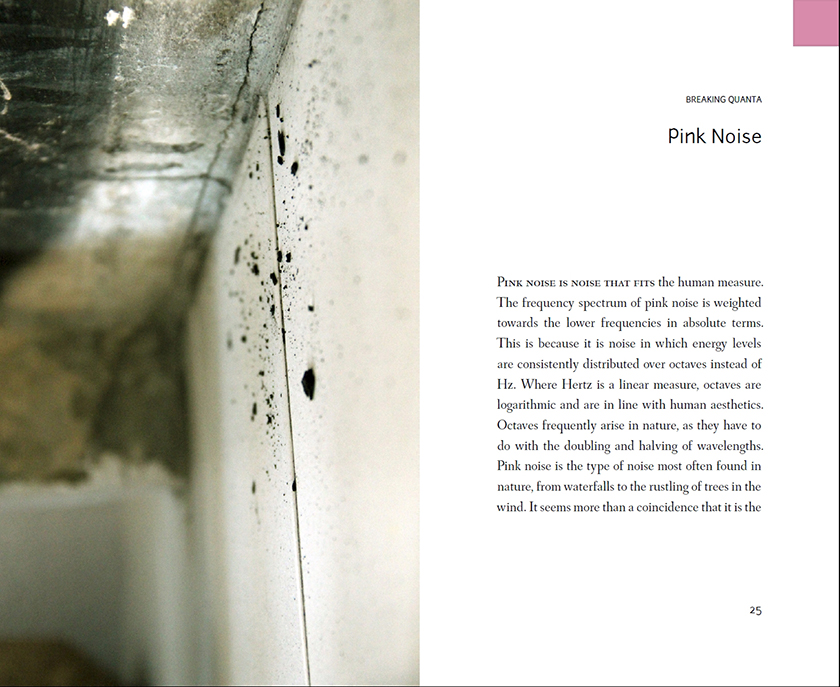 BREAKING QUANTA
Pink Noise
Pink noise is noise that fits the human measure.
The frequency spectrum of pink noise is weighted
towards the lower frequencies in absolute terms.
This is because it is noise in which energy levels
are consistently distributed over octaves instead of
Hz. Where Hertz is a linear measure, octaves are
logarithmic and are in line with human aesthetics.
Octaves frequently arise in nature, as they have to
do with the doubling and halving of wavelengths.
Pink noise is the type of noise most often found in
nature, from waterfalls to the rustling of trees in the
wind. It seems more than a coincidence that it is the
25